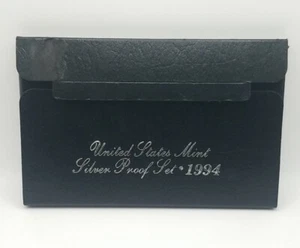 United States Mint
Silver Proof Set • 1994